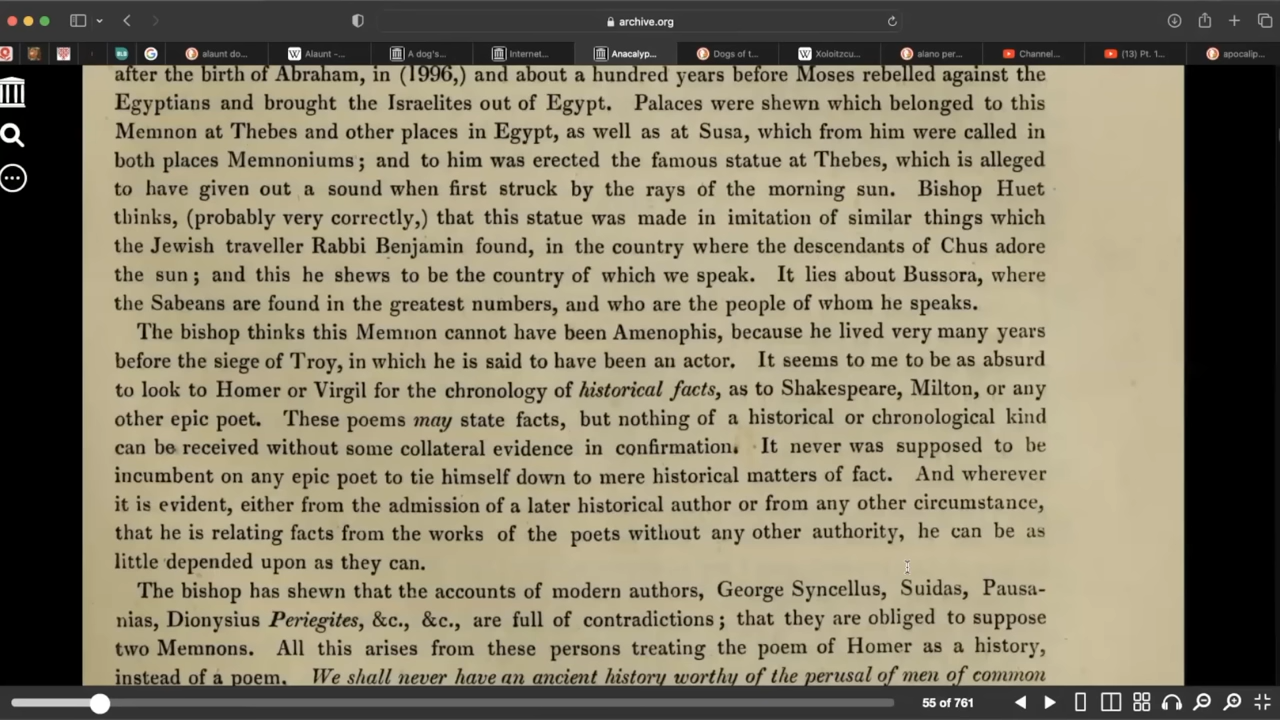 archive.org
alaunt do...
Alaunt -...
A dog's...
Internet...
Anacalyp...
Dogs of t...
Xoloitzcu...
alano per...
Channel...
(13) Pt. 1...
apocalip...
after the birth of Abraham, in (1996,) and about a hundred years before Moses rebelled against the
Egyptians and brought the Israelites out of Egypt. Palaces were shewn which belonged to this
Memnon at Thebes and other places in Egypt, as well as at Susa, which from him were called in
both places Memnoniums; and to him was erected the famous statue at Thebes, which is alleged
to have given out a sound when first struck by the rays of the morning sun. Bishop Huet
thinks, (probably very correctly,) that this statue was made in imitation of similar things which
the Jewish traveller Rabbi Benjamin found, in the country where the descendants of Chus adore
the sun; and this he shews to be the country of which we speak. It lies about Bussora, where
the Sabeans are found in the greatest numbers, and who are the people of whom he speaks.
The bishop thinks this Memnon cannot have been Amenophis, because he lived very many years
before the siege of Troy, in which he is said to have been an actor. It seems to me to be as absurd
to look to Homer or Virgil for the chronology of historical facts, as to Shakespeare, Milton, or any
other epic poet. These poems may state facts, but nothing of a historical or chronological kind
can be received without some collateral evidence in confirmation. It never was supposed to be
incumbent on any epic poet to tie himself down to mere historical matters of fact. And wherever
it is evident, either from the admission of a later historical author or from any other circumstance,
that he is relating facts from the works of the poets without any other authority, he can be as
little depended upon as they can.
The bishop has shewn that the accounts of modern authors, George Syncellus, Suidas, Pausa-
nias, Dionysius Periegites, &c., &c., are full of contradictions; that they are obliged to suppose
two Memnons. All this arises from these persons treating the poem of Homer as a history,
instead of a poem. We shall never have an ancient history worthy of the perusal of men of common
55 of 761